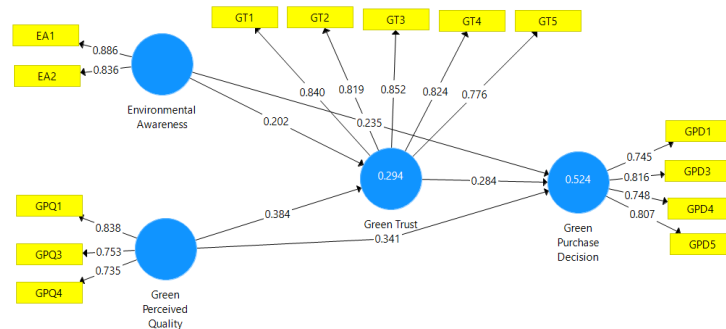 GT1
GT2
GT3
GT4
GT5
EA1
0.886
EA2
0.836
Environmental
Awareness
0.840
0.819
0.852
0.824
0.776
0.202
0.235
GPD1
0.745
GPD3
0.816
0.748
GPD4
0.807
GPD5
0.294
Green Trust
0.284
0.524
Green
Purchase
Decision
GPQ1
0.838
GPQ3
0.753
0.735
GPQ4
0.384
0.341
Green
Perceived
Quality